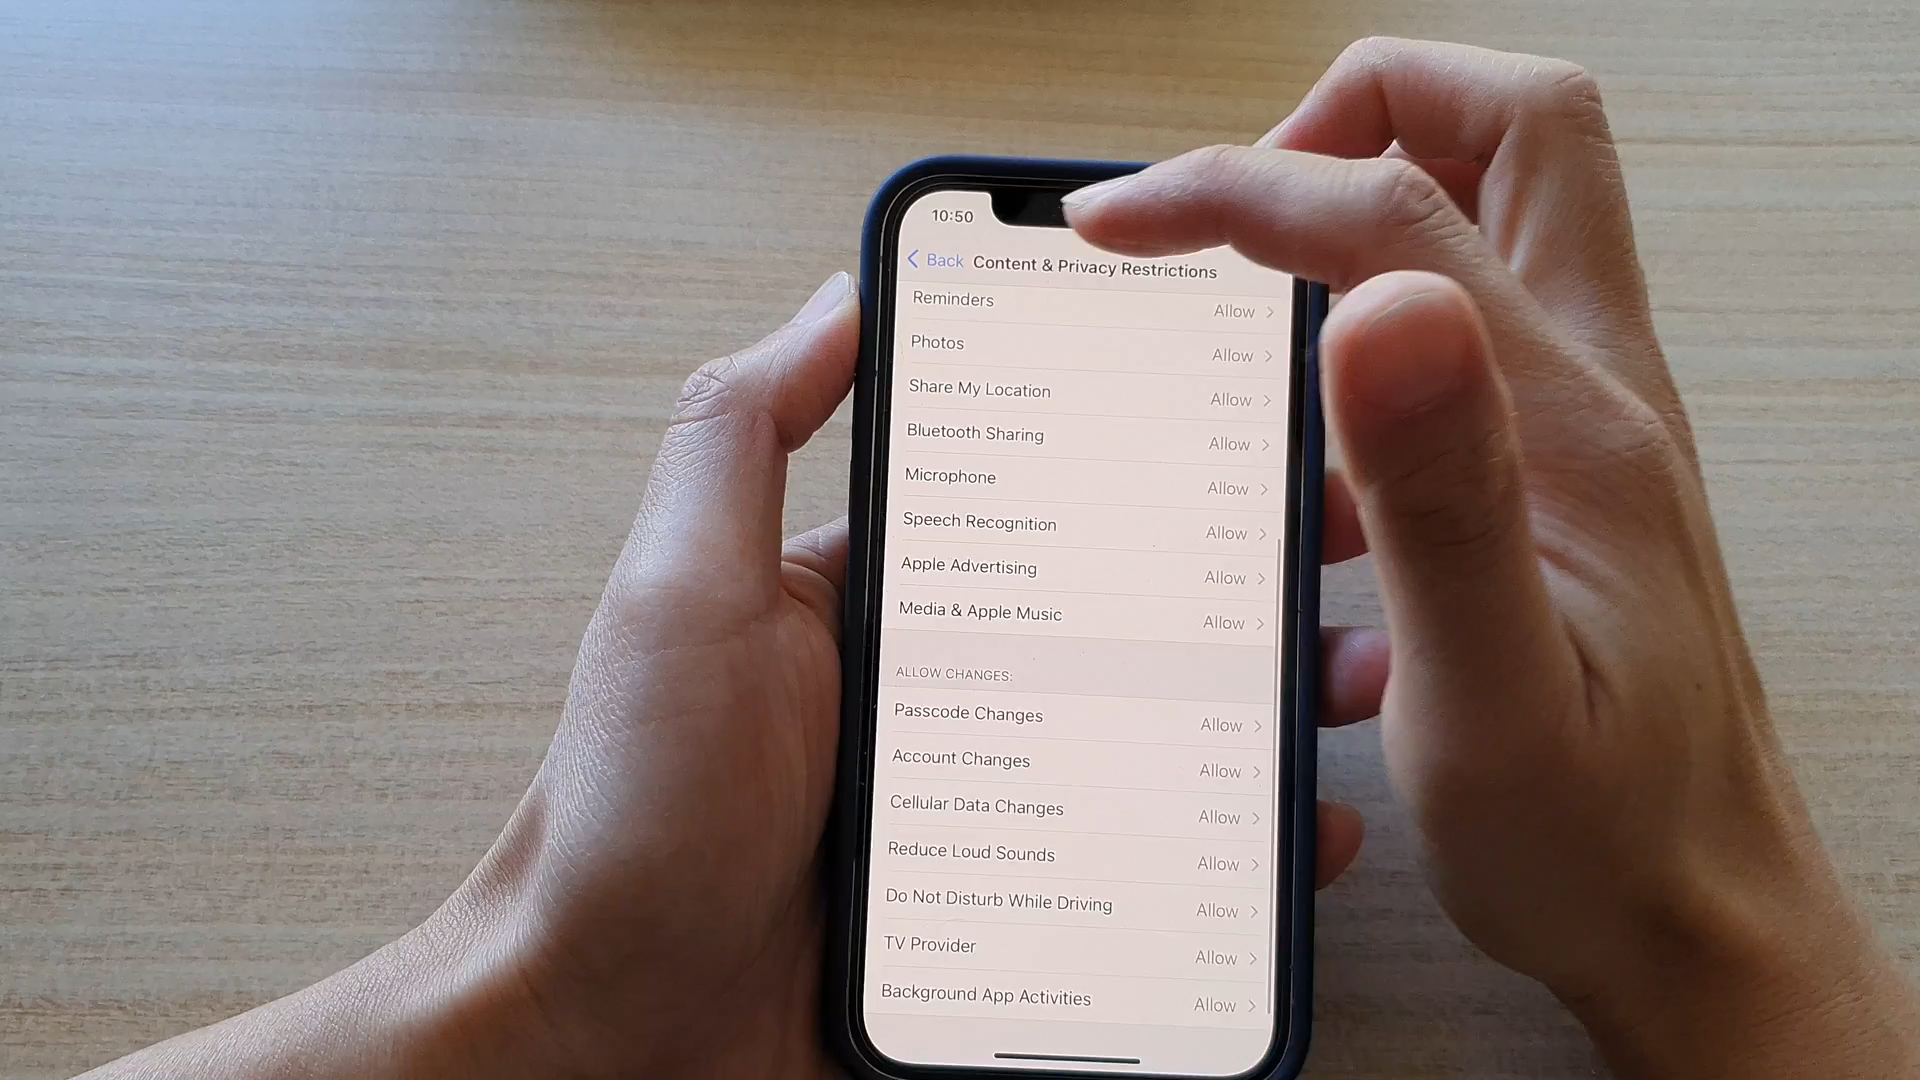 10:50
Back Content & Privacy Restrictions
Reminders Allow
Photos Allow
Share My Location Allow
Bluetooth Sharing Allow
Microphone Allow
Speech Recognition Allow
Apple Advertising Allow
Media & Apple Music Allow
ALLOW CHANGES:
Passcode Changes Allow
Account Changes Allow
Cellular Data Changes Allow
Reduce Loud Sounds Allow
Do Not Disturb While Driving Allow
TV Provider Allow
Background App Activities Allow